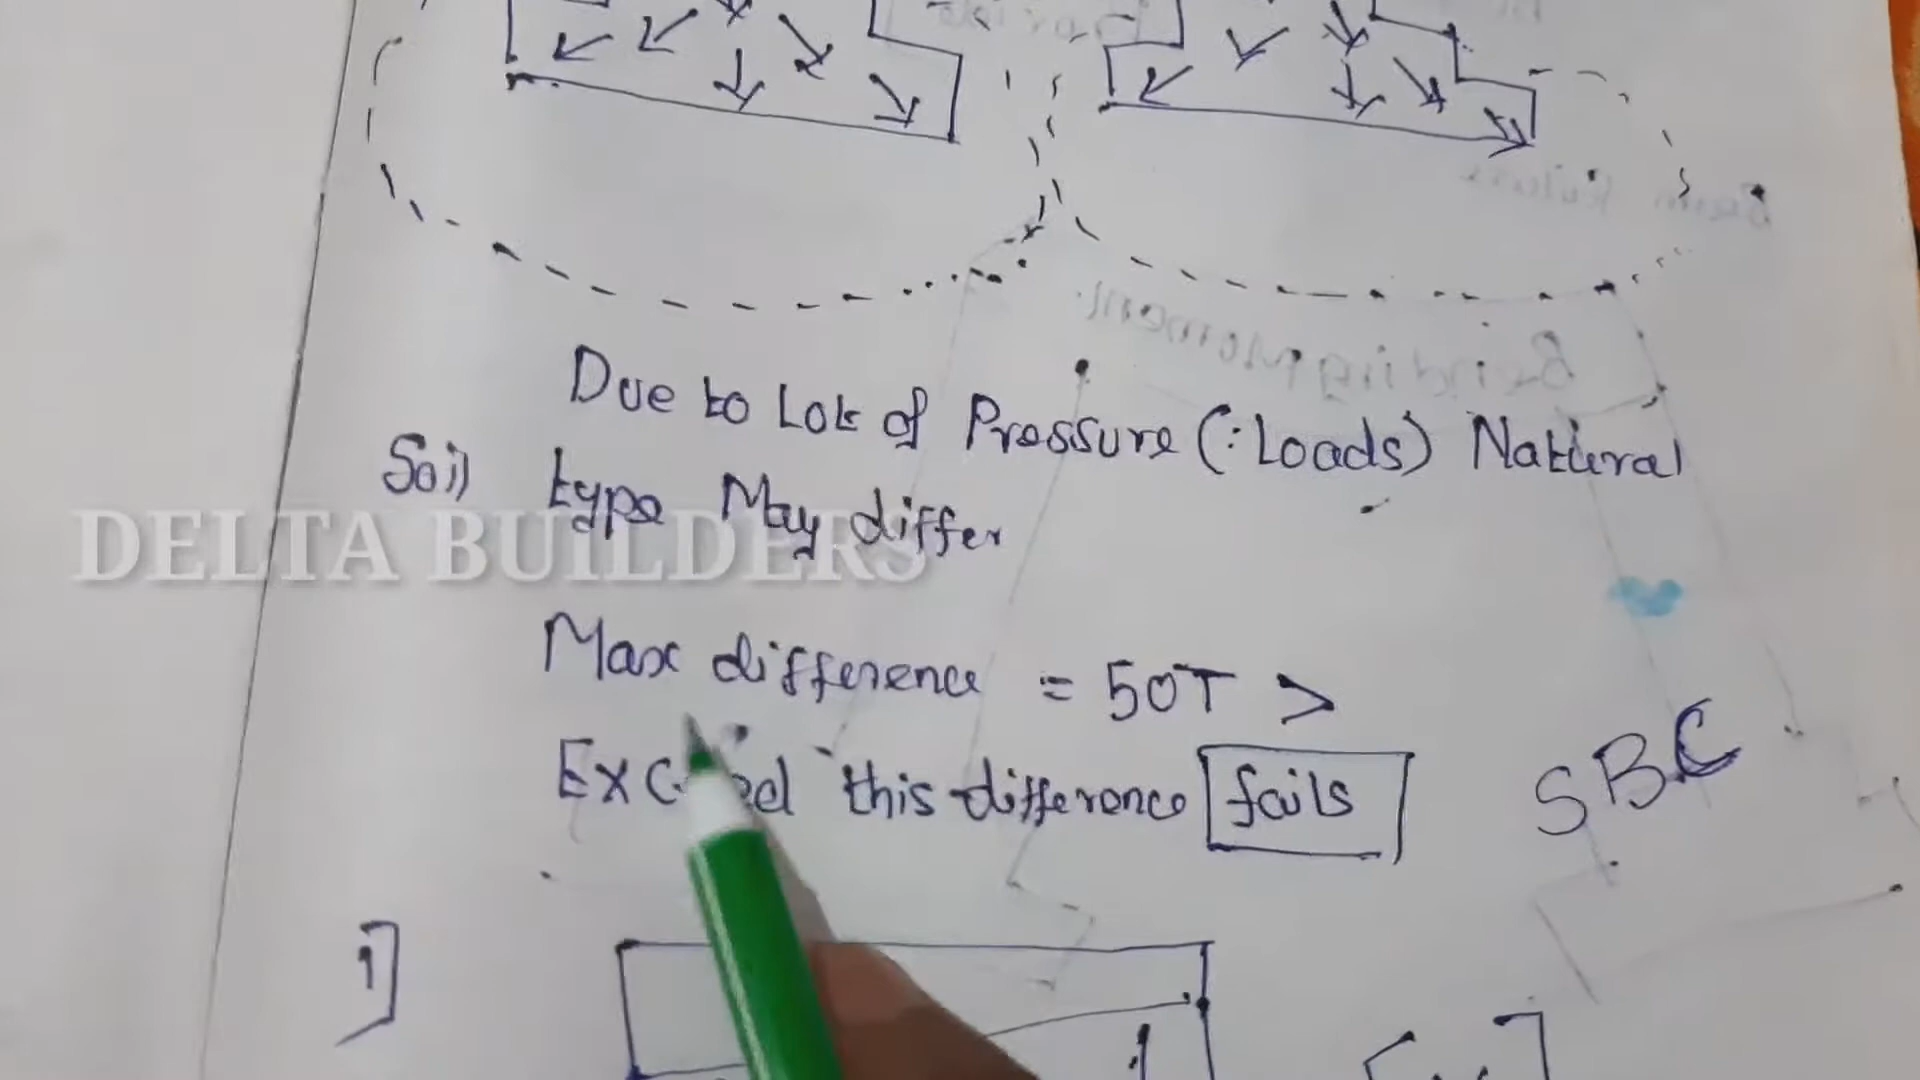 Due to Lot of Pressure (∵Loads) Natural
Soil type May differ
DELTA BUILDERS
Max difference = 50T >
Exceed this difference fails
SBC
1]